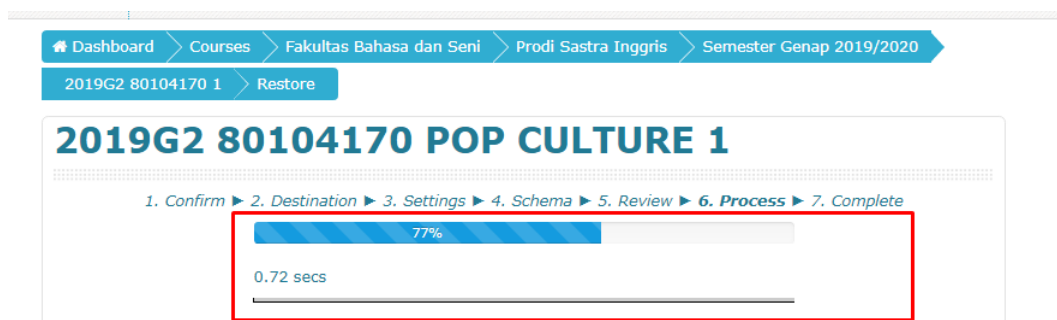 Dashboard Courses Fakultas Bahasa dan Seni Prodi Sastra Inggris Semester Genap 2019/2020
2019G2 80104170 1 Restore
2019G2 80104170 POP CULTURE 1
1. Confirm ► 2. Destination ► 3. Settings ► 4. Schema ► 5. Review ► 6. Process ► 7. Complete
77%
0.72 secs